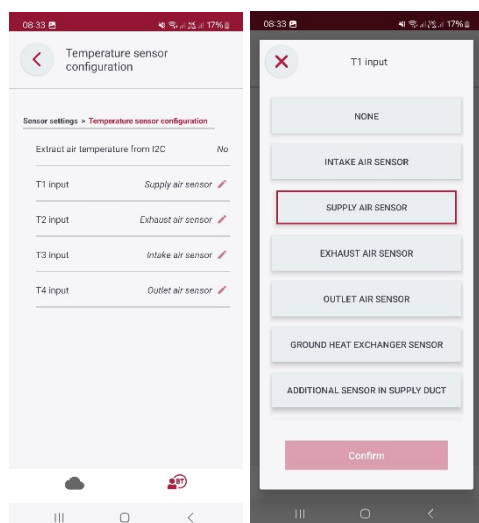 08:33 17%
Temperature sensor
configuration
Sensor settings > Temperature sensor configuration
Extract air temperature from I2C No
T1 input Supply air sensor
T2 input Exhaust air sensor
T3 input Intake air sensor
T4 input Outlet air sensor
BT
08:33 17%
T1 input
NONE
INTAKE AIR SENSOR
SUPPLY AIR SENSOR
EXHAUST AIR SENSOR
OUTLET AIR SENSOR
GROUND HEAT EXCHANGER SENSOR
ADDITIONAL SENSOR IN SUPPLY DUCT
Confirm